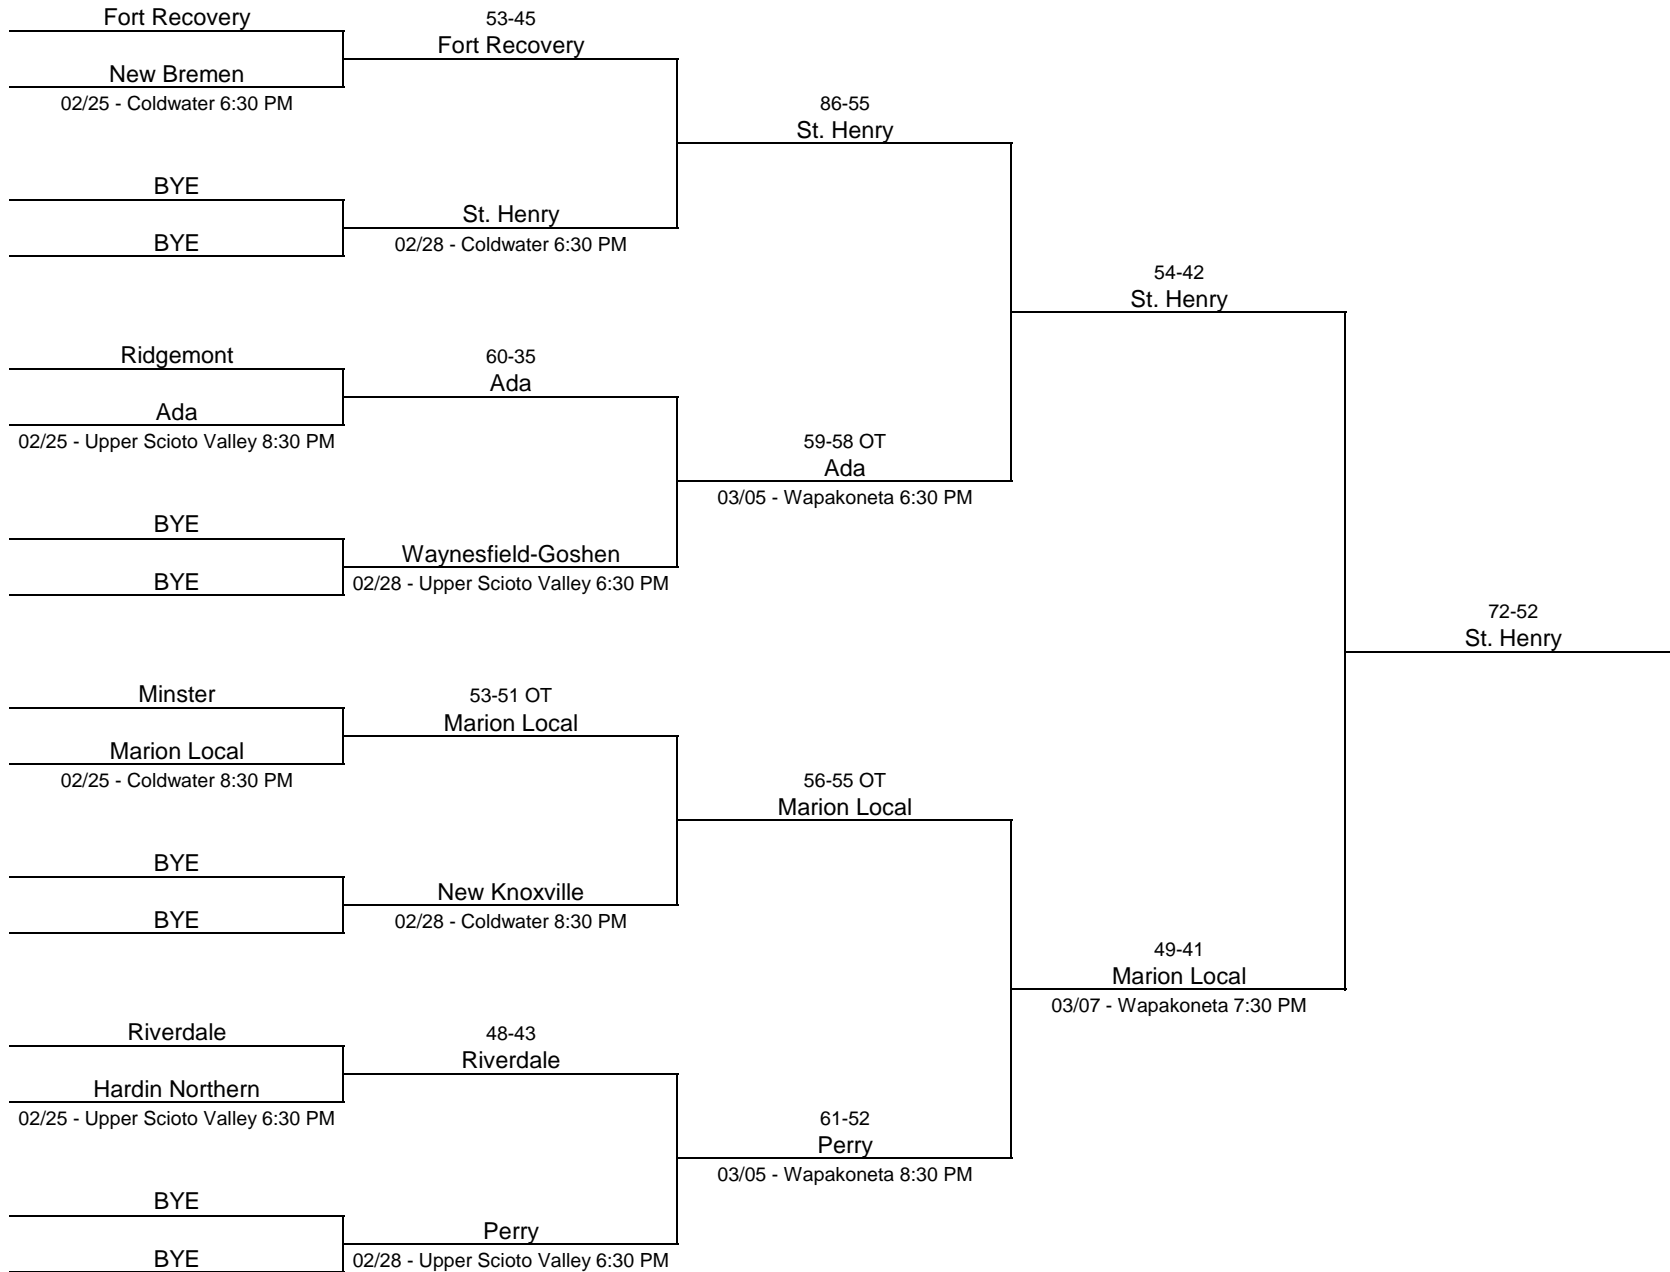 Fort Recovery
New Bremen
02/25 - Coldwater 6:30 PM
BYE
BYE
Ridgemont
Ada
02/25 - Upper Scioto Valley 8:30 PM
BYE
BYE
Minster
Marion Local
02/25 - Coldwater 8:30 PM
BYE
BYE
Riverdale
Hardin Northern
02/25 - Upper Scioto Valley 6:30 PM
BYE
BYE
53-45
Fort Recovery
St. Henry
02/28 - Coldwater 6:30 PM
60-35
Ada
Waynesfield-Goshen
02/28 - Upper Scioto Valley 6:30 PM
53-51 OT
Marion Local
New Knoxville
02/28 - Coldwater 8:30 PM
48-43
Riverdale
Perry
02/28 - Upper Scioto Valley 6:30 PM
86-55
St. Henry
59-58 OT
Ada
03/05 - Wapakoneta 6:30 PM
56-55 OT
Marion Local
61-52
Perry
03/05 - Wapakoneta 8:30 PM
54-42
St. Henry
49-41
Marion Local
03/07 - Wapakoneta 7:30 PM
72-52
St. Henry